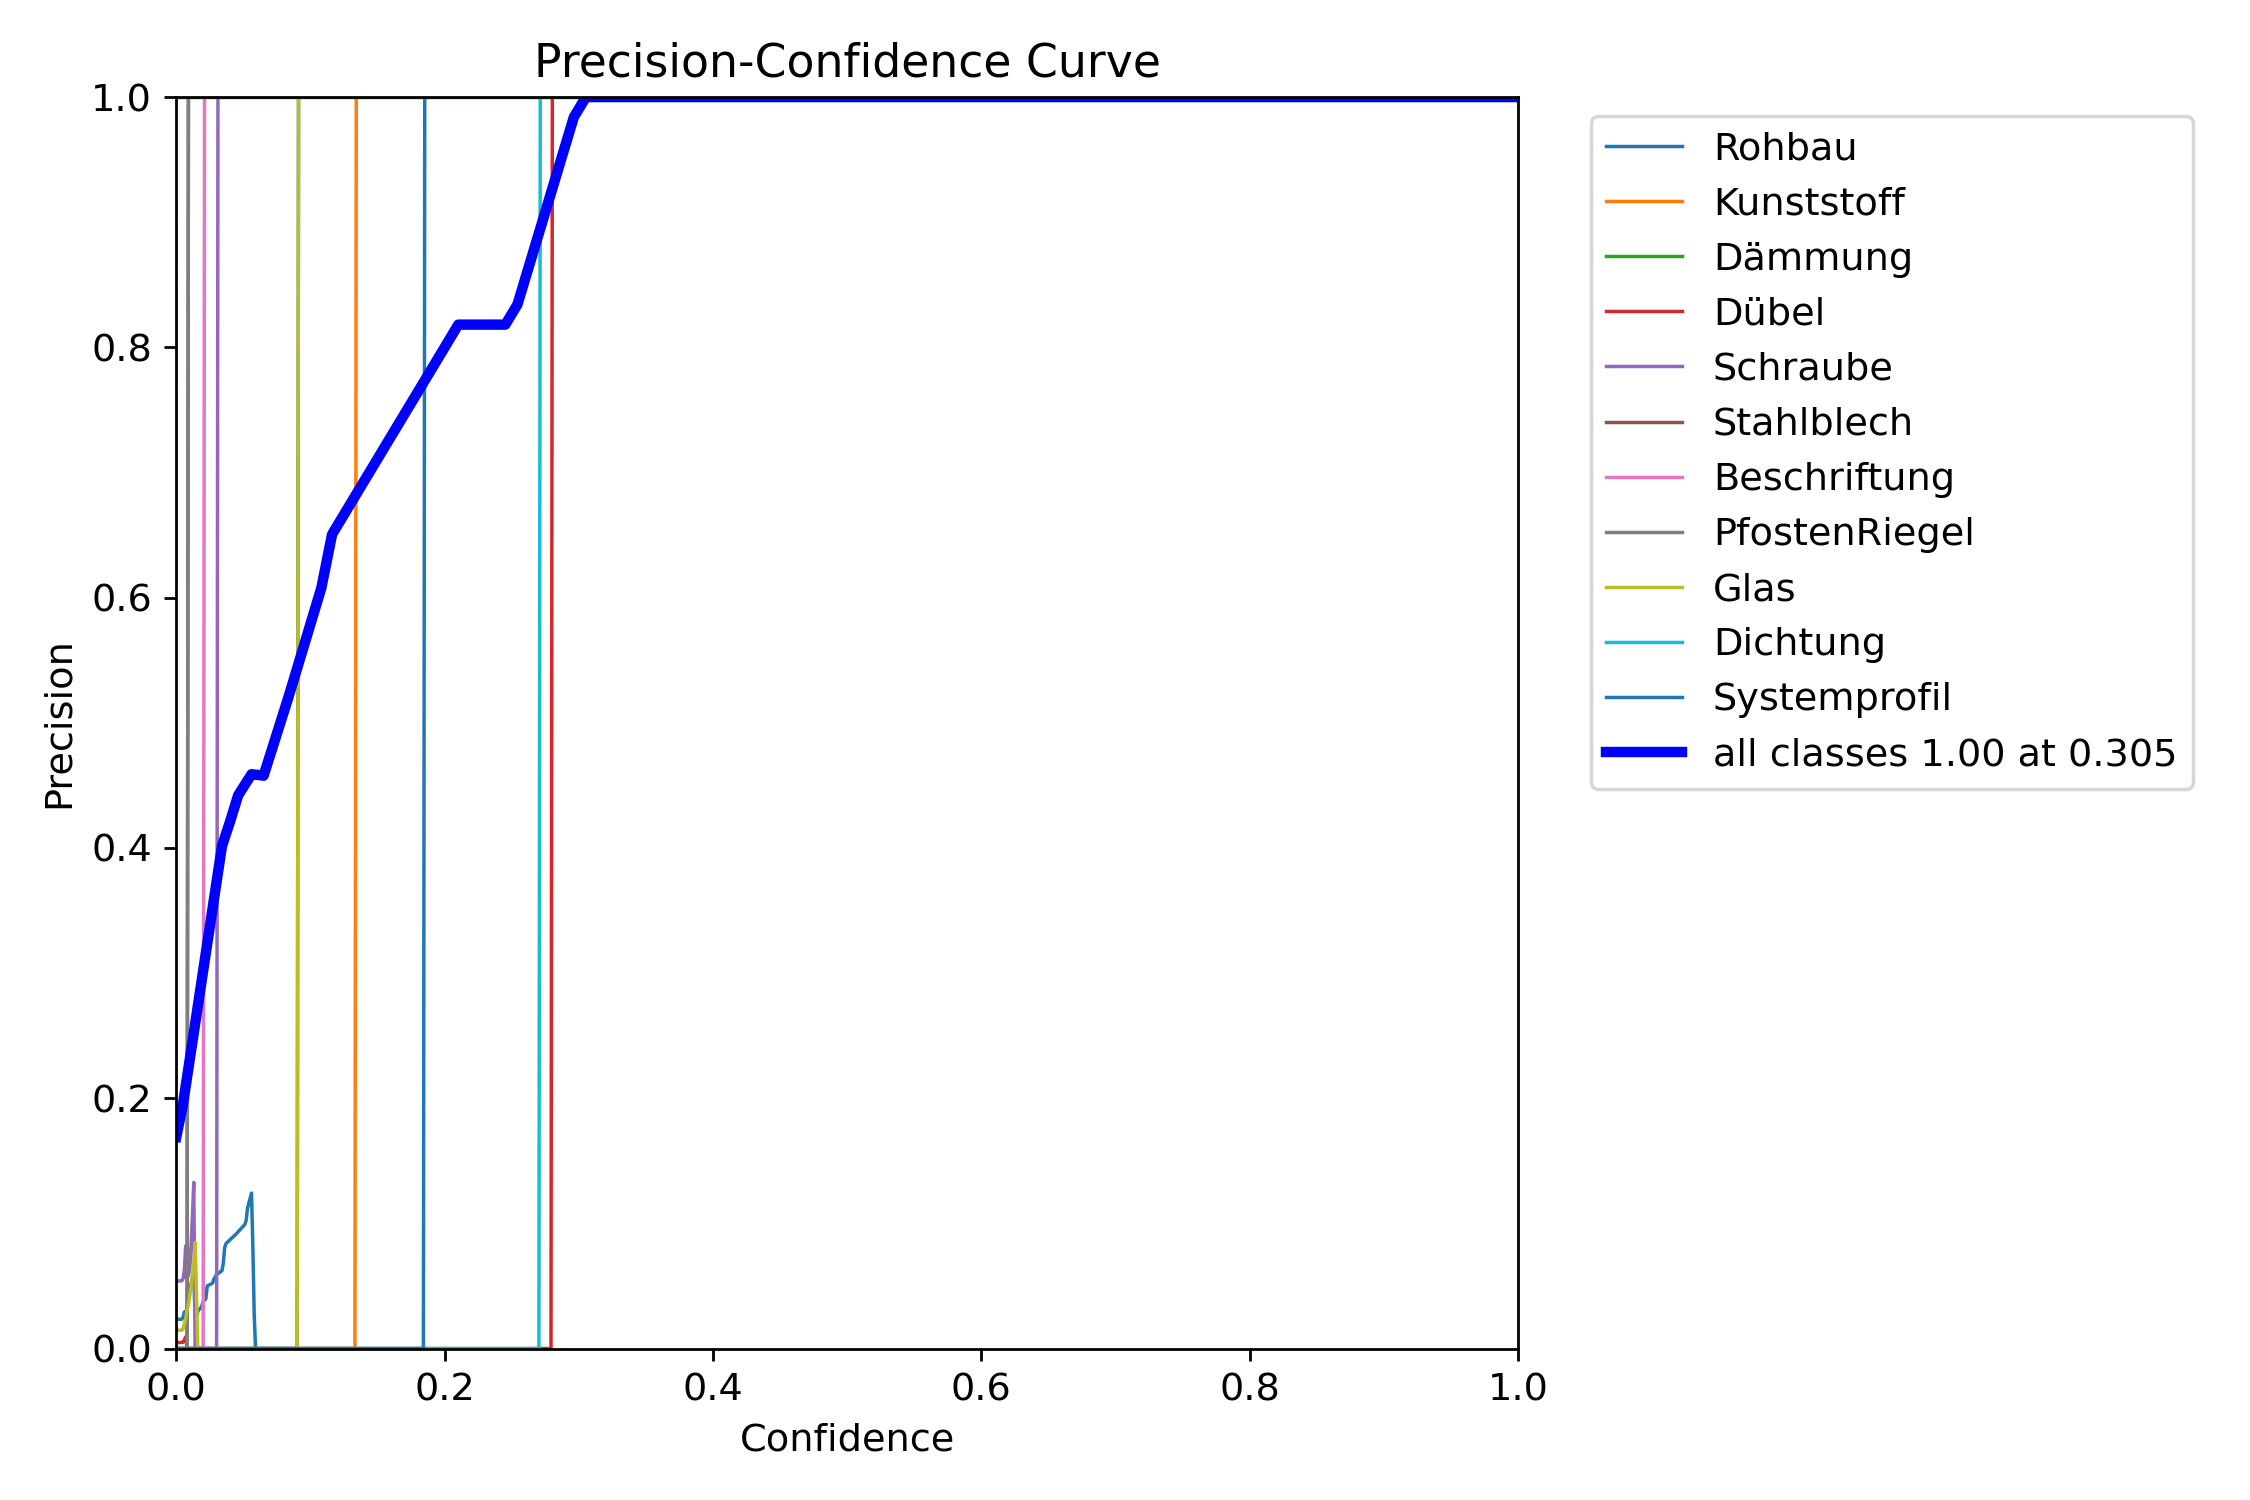 Precision-Confidence Curve
1.0
0.8
0.6
0.4
0.2
0.0
Precision
0.0 0.2 0.4 0.6 0.8 1.0
Confidence
Rohbau
Kunststoff
Dämmung
Dübel
Schraube
Stahlblech
Beschriftung
PfostenRiegel
Glas
Dichtung
Systemprofil
all classes 1.00 at 0.305